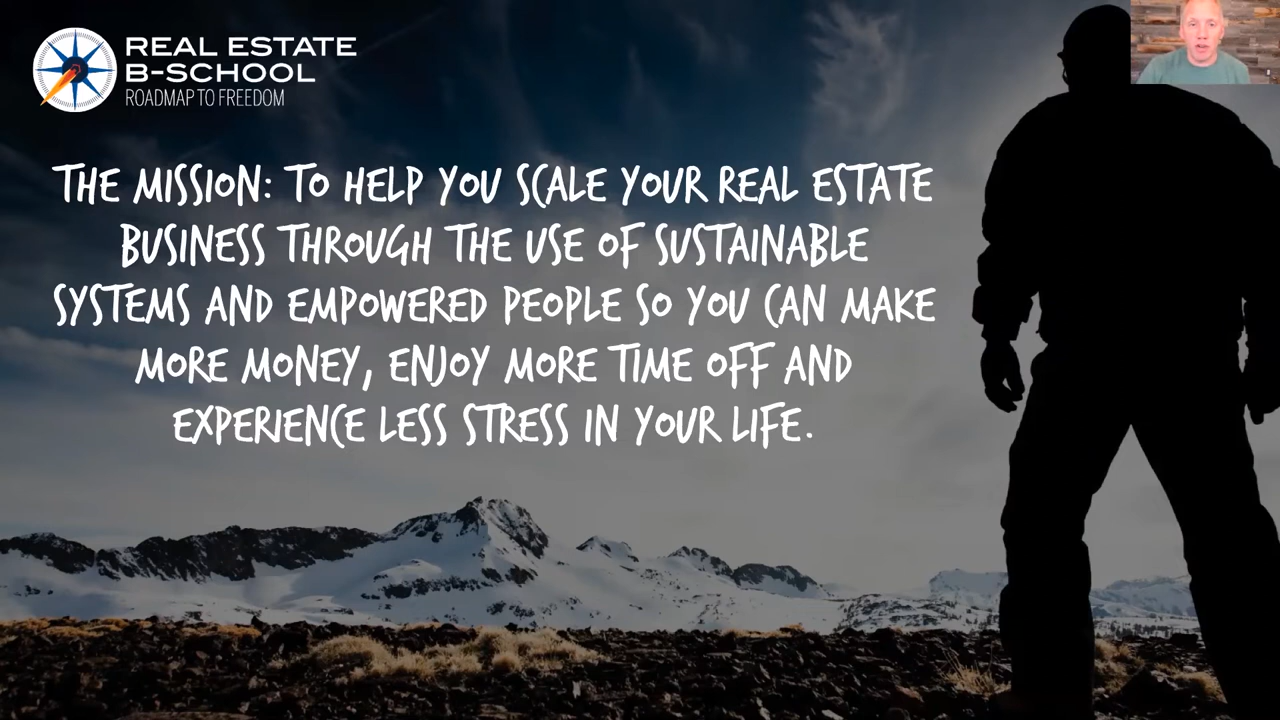 REAL ESTATE
B-SCHOOL
ROADMAP TO FREEDOM
THE MISSION: TO HELP YOU SCALE YOUR REAL ESTATE
BUSINESS THROUGH THE USE OF SUSTAINABLE
SYSTEMS AND EMPOWERED PEOPLE SO YOU CAN MAKE
MORE MONEY, ENJOY MORE TIME OFF AND
EXPERIENCE LESS STRESS IN YOUR LIFE.